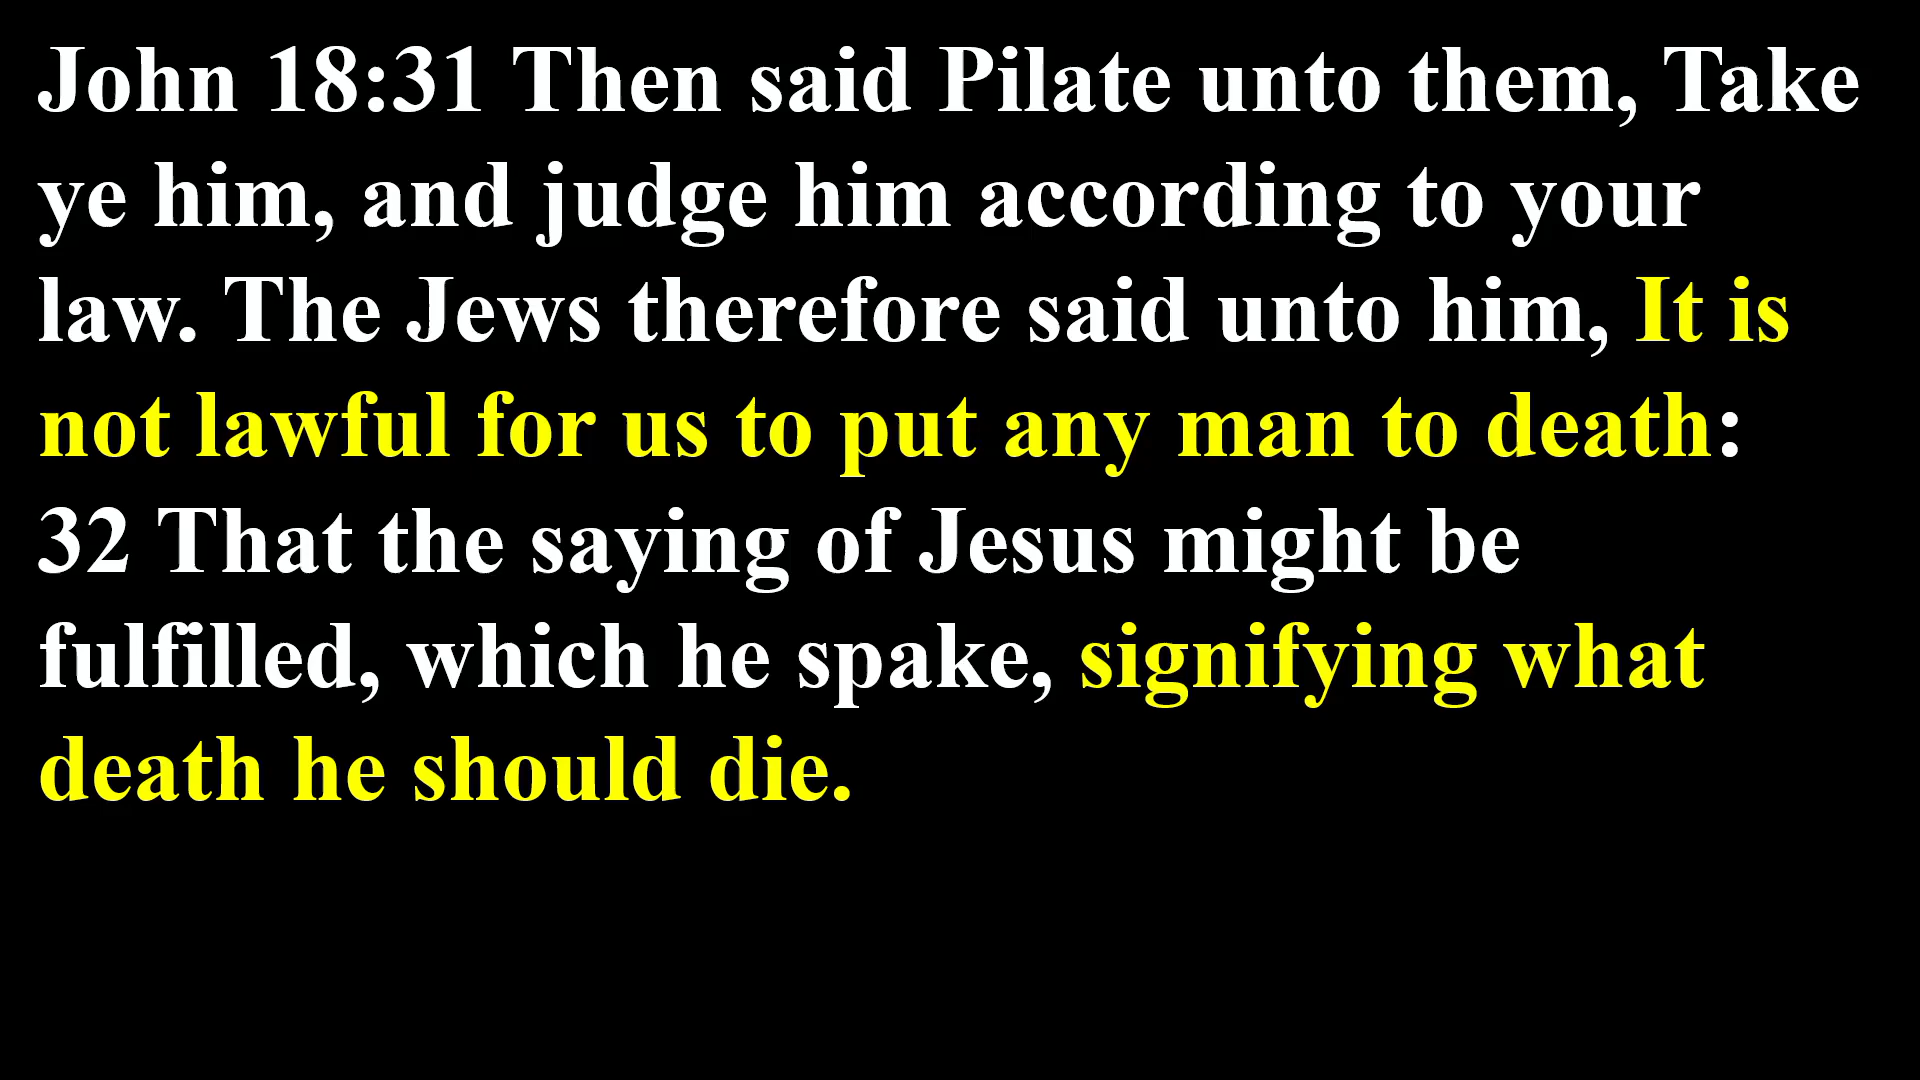 John 18:31 Then said Pilate unto them, Take
ye him, and judge him according to your
law. The Jews therefore said unto him, It is
not lawful for us to put any man to death:
32 That the saying of Jesus might be
fulfilled, which he spake, signifying what
death he should die.